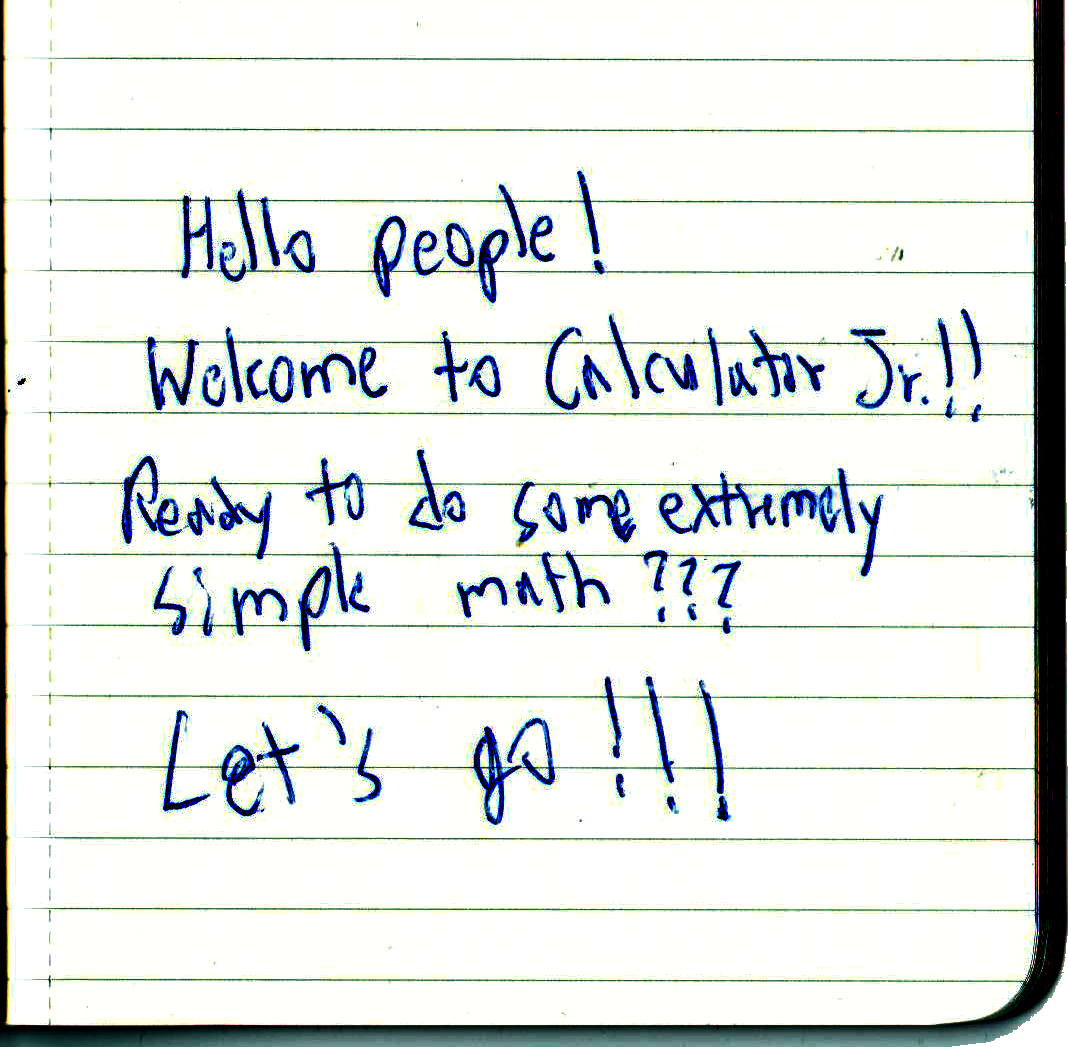 Hello people!
Welcome to Calculator Jr.!!
Ready to do some extremely
simple math???
Let's go!!!